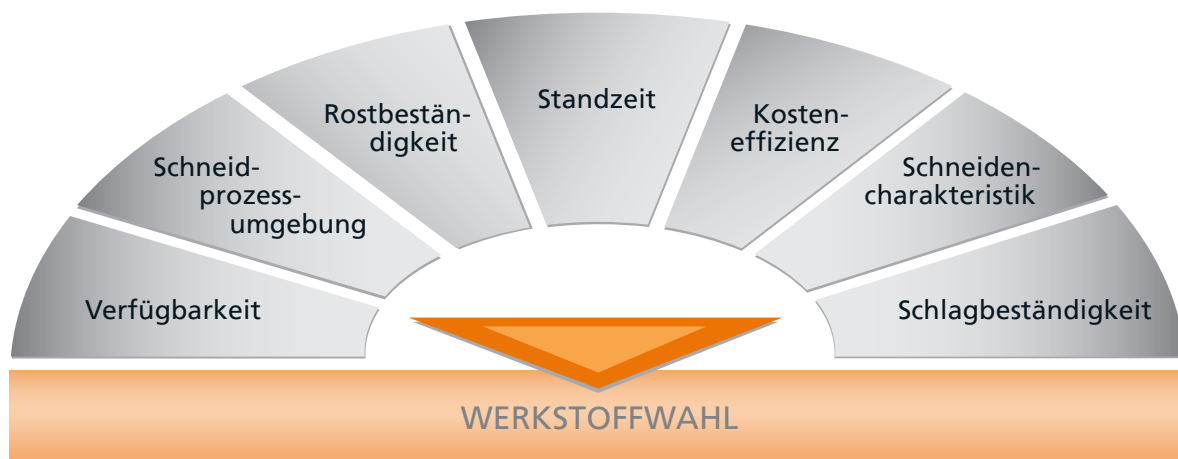 Verfügbarkeit
Schneid-
prozess-
umgebung
Rostbestän-
digkeit
Standzeit
Kosten-
effizienz
Schneiden-
charakteristik
Schlagbeständigkeit
WERKSTOFFWAHL